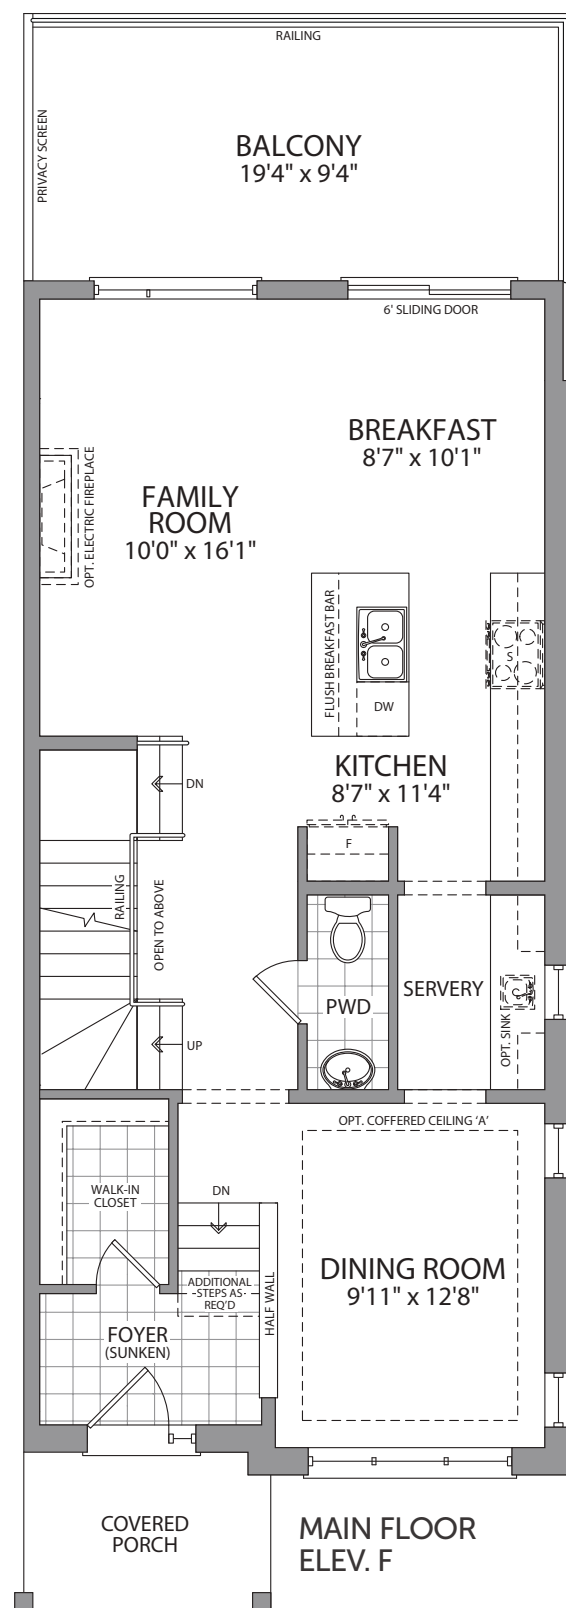 RAILING
PRIVACY SCREEN
BALCONY
19'4" x 9'4"
6' SLIDING DOOR
BREAKFAST
8'7" x 10'1"
FAMILY
ROOM
10'0" x 16'1"
OPT. ELECTRIC FIREPLACE
FLUSH BREAKFAST BAR
DW
S
KITCHEN
8'7" x 11'4"
DN
F
RAILING
OPEN TO ABOVE
PWD
SERVERY
OPT. SINK
UP
OPT. COFFERED CEILING 'A'
WALK-IN
CLOSET
DN
ADDITIONAL
STEPS AS
REQ'D
HALF WALL
DINING ROOM
9'11" x 12'8"
FOYER
(SUNKEN)
COVERED
PORCH
MAIN FLOOR
ELEV. F